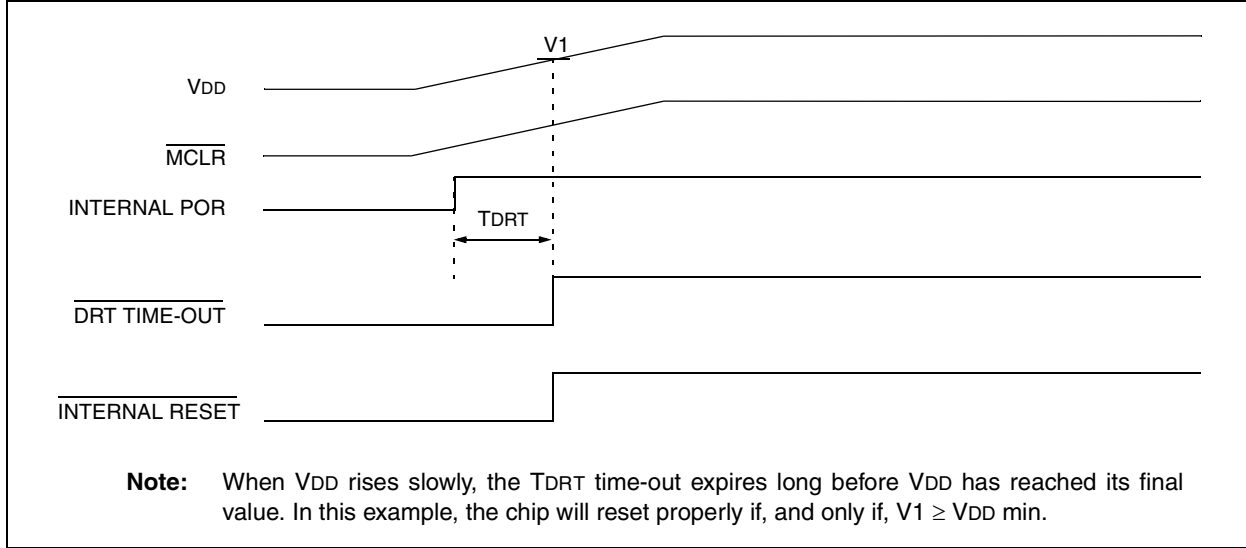 V1
VDD
MCLR
INTERNAL POR
TDRT
DRT TIME-OUT
INTERNAL RESET
Note: When VDD rises slowly, the TDRT time-out expires long before VDD has reached its final
value. In this example, the chip will reset properly if, and only if, V1 ≥ VDD min.